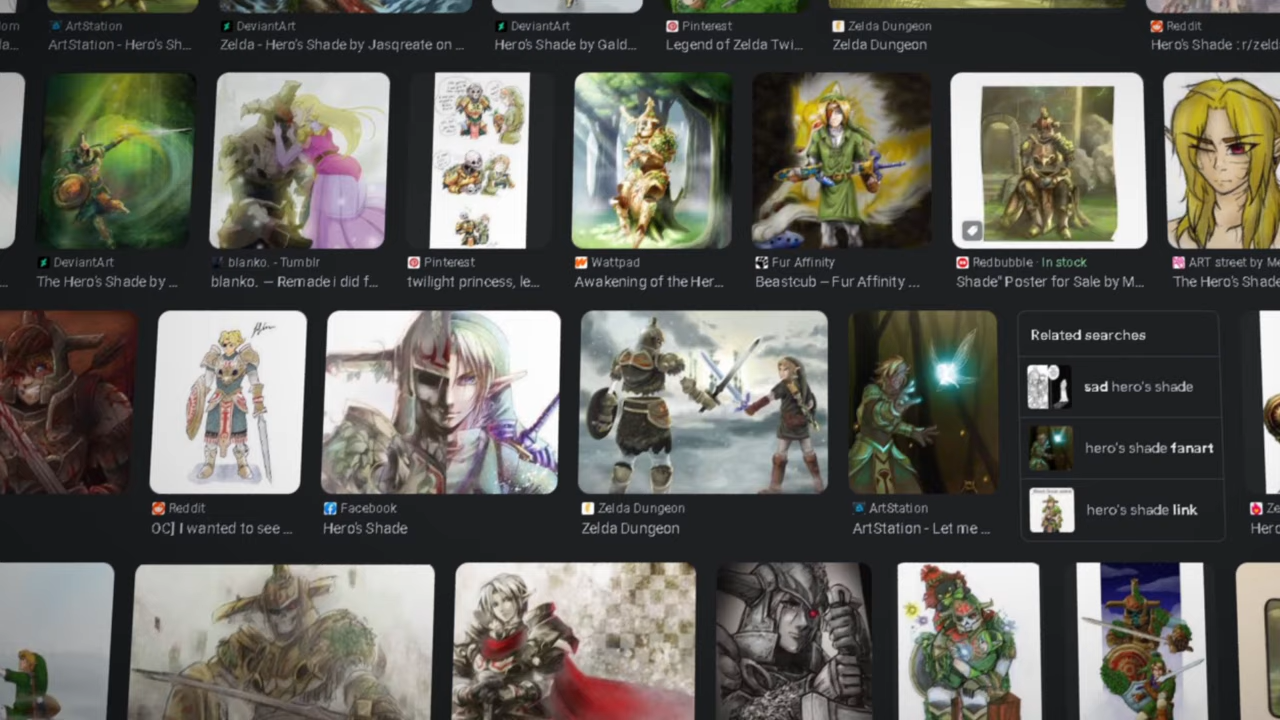 ArtStation
DeviantArt
DeviantArt
Pinterest
Zelda Dungeon
Reddit
ArtStation - Hero's Sh...
Zelda - Hero's Shade by Jasqreate on ...
Hero's Shade by Gald...
Legend of Zelda Twi...
Zelda Dungeon
Hero's Shade : r/zeld
DeviantArt
blanko. - Tumblr
Pinterest
Wattpad
Fur Affinity
Redbubble · In stock
ART street by Me
The Hero's Shade by ...
blanko. — Remade i did f...
twilight princess, le...
Awakening of the Her...
Beastcub — Fur Affinity ...
Shade" Poster for Sale by M...
The Hero's Shade
Related searches
sad hero's shade
hero's shade fanart
hero's shade link
Reddit
Facebook
Zelda Dungeon
ArtStation
OC] I wanted to see ...
Hero's Shade
Zelda Dungeon
ArtStation - Let me ...